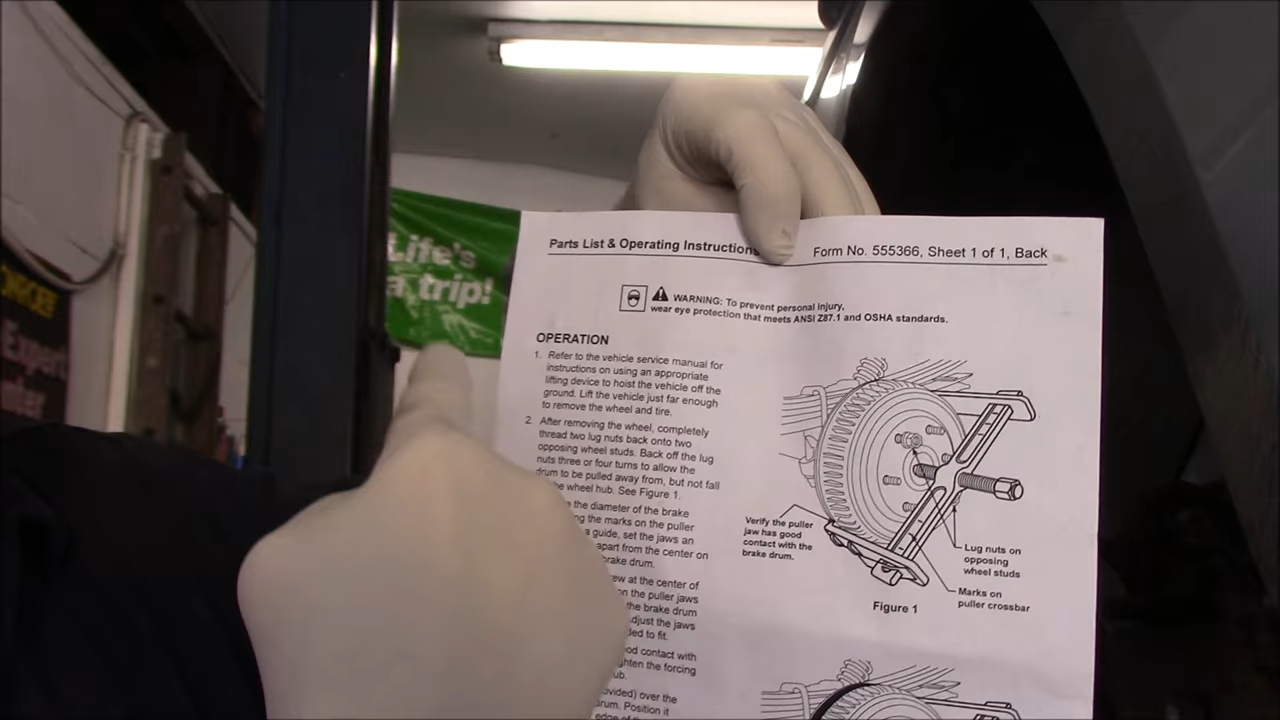 Life's
a trip!
Expert
Parts List & Operating Instructions
Form No. 555366, Sheet 1 of 1, Back
WARNING: To prevent personal injury,
wear eye protection that meets ANSI Z87.1 and OSHA standards.
OPERATION
1. Refer to the vehicle service manual for
instructions on using an appropriate
lifting device to hoist the vehicle off the
ground. Lift the vehicle just far enough
to remove the wheel and tire.
2. After removing the wheel, completely
thread two lug nuts back onto two
opposing wheel studs. Back off the lug
nuts three or four turns to allow the
drum to be pulled away from, but not fall
wheel hub. See Figure 1.
the diameter of the brake
the marks on the puller
a guide, set the jaws an
apart from the center on
brake drum.
at the center of
on the puller jaws
the brake drum
the jaws
to fit.
contact with
the forcing
over the
Position it
edge
Verify the puller
jaw has good
contact with the
brake drum.
Lug nuts on
opposing
wheel studs
Marks on
puller crossbar
Figure 1